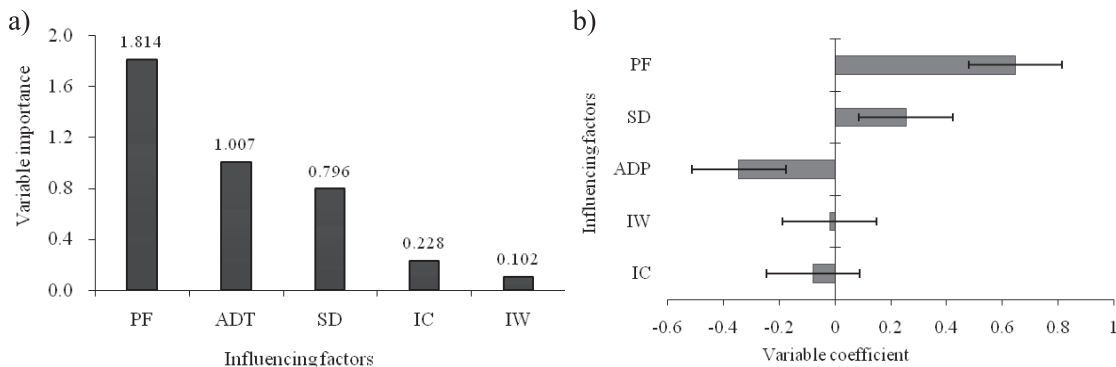 a)
2.0
1.6
1.2
0.8
0.4
0.0
Variable importance
1.814
1.007
0.796
0.228
0.102
PF ADT SD IC IW
Influencing factors
b)
Influencing factors
PF
SD
ADP
IW
IC
-0.6 -0.4 -0.2 0 0.2 0.4 0.6 0.8 1
Variable coefficient